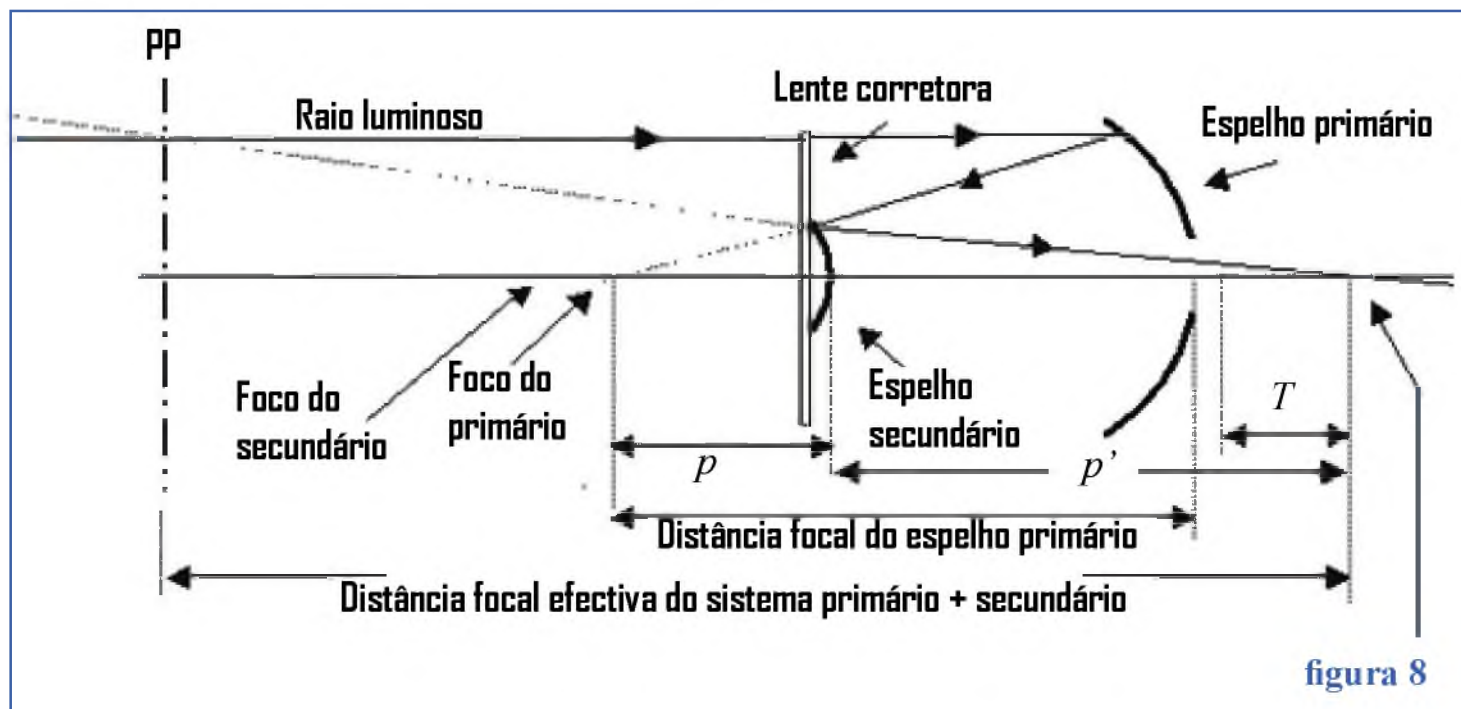 PP
Raio luminoso
Lente corretora
Espelho primário
Foco do
secundário
Foco do
primário
Espelho
secundário
T
p
p’
Distância focal do espelho primário
Distância focal efectiva do sistema primário + secundário
figura 8